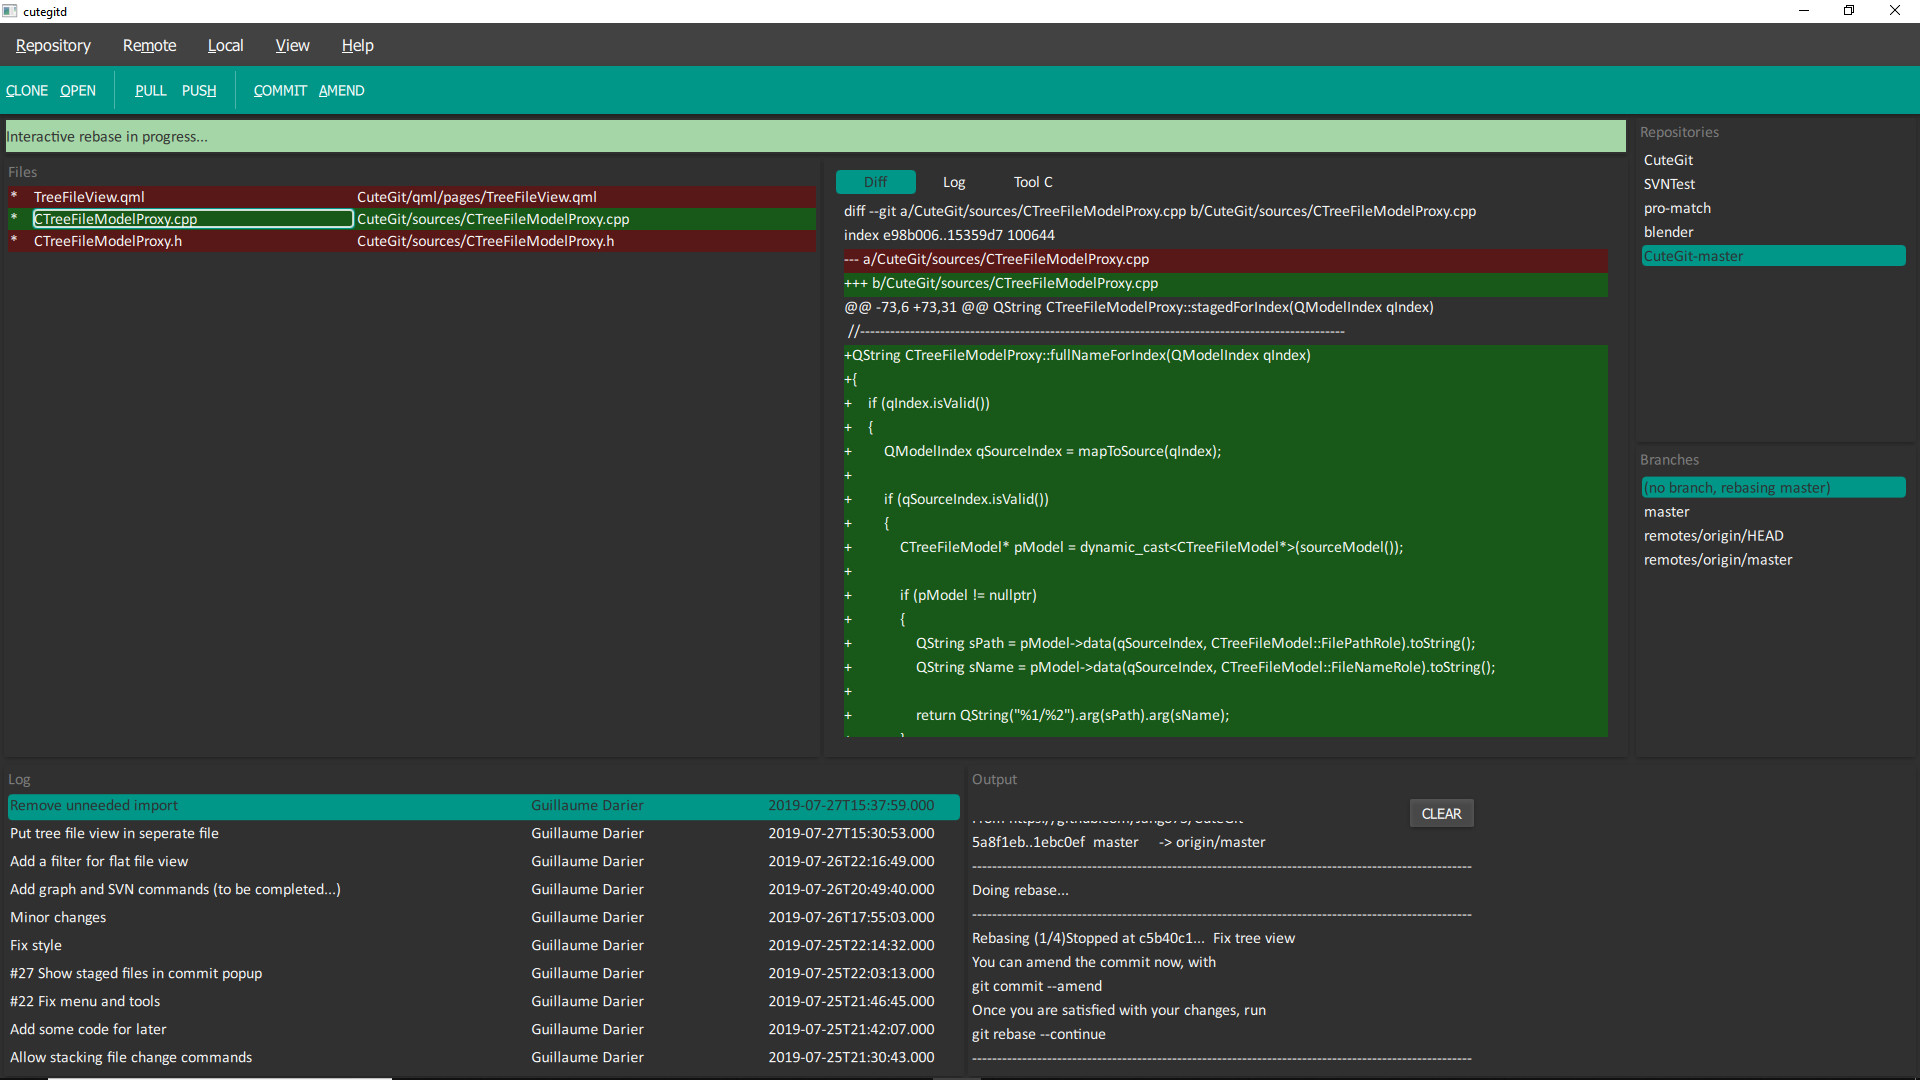 cutegitd
Repository Remote Local View Help
CLONE OPEN PULL PUSH COMMIT AMEND
Interactive rebase in progress...
Files
* TreeFileView.qml CuteGit/qml/pages/TreeFileView.qml
* CTreeFileModelProxy.cpp CuteGit/sources/CTreeFileModelProxy.cpp
* CTreeFileModelProxy.h CuteGit/sources/CTreeFileModelProxy.h
Diff Log Tool C
diff --git a/CuteGit/sources/CTreeFileModelProxy.cpp b/CuteGit/sources/CTreeFileModelProxy.cpp
index e98b006..15359d7 100644
--- a/CuteGit/sources/CTreeFileModelProxy.cpp
+++ b/CuteGit/sources/CTreeFileModelProxy.cpp
@@ -73,6 +73,31 @@ QString CTreeFileModelProxy::stagedForIndex(QModelIndex qIndex)
//-------------------------------------------------------------------------------------------------
+QString CTreeFileModelProxy::fullNameForIndex(QModelIndex qIndex)
+{
+ if (qIndex.isValid())
+ {
+ QModelIndex qSourceIndex = mapToSource(qIndex);
+
+ if (qSourceIndex.isValid())
+ {
+ CTreeFileModel* pModel = dynamic_cast<CTreeFileModel*>(sourceModel());
+
+ if (pModel != nullptr)
+ {
+ QString sPath = pModel->data(qSourceIndex, CTreeFileModel::FilePathRole).toString();
+ QString sName = pModel->data(qSourceIndex, CTreeFileModel::FileNameRole).toString();
+
+ return QString("%1/%2").arg(sPath).arg(sName);
Repositories
CuteGit
SVNTest
pro-match
blender
CuteGit-master
Branches
(no branch, rebasing master)
master
remotes/origin/HEAD
remotes/origin/master
Log
Remove unneeded import Guillaume Darier 2019-07-27T15:37:59.000
Put tree file view in seperate file Guillaume Darier 2019-07-27T15:30:53.000
Add a filter for flat file view Guillaume Darier 2019-07-26T22:16:49.000
Add graph and SVN commands (to be completed...) Guillaume Darier 2019-07-26T20:49:40.000
Minor changes Guillaume Darier 2019-07-26T17:55:03.000
Fix style Guillaume Darier 2019-07-25T22:14:32.000
#27 Show staged files in commit popup Guillaume Darier 2019-07-25T22:03:13.000
#22 Fix menu and tools Guillaume Darier 2019-07-25T21:46:45.000
Add some code for later Guillaume Darier 2019-07-25T21:42:07.000
Allow stacking file change commands Guillaume Darier 2019-07-25T21:30:43.000
Output
CLEAR
5a8f1eb..1ebc0ef master -> origin/master
----------------------------------------------------------------------------------------------------
Doing rebase...
----------------------------------------------------------------------------------------------------
Rebasing (1/4)Stopped at c5b40c1... Fix tree view
You can amend the commit now, with
git commit --amend
Once you are satisfied with your changes, run
git rebase --continue
----------------------------------------------------------------------------------------------------